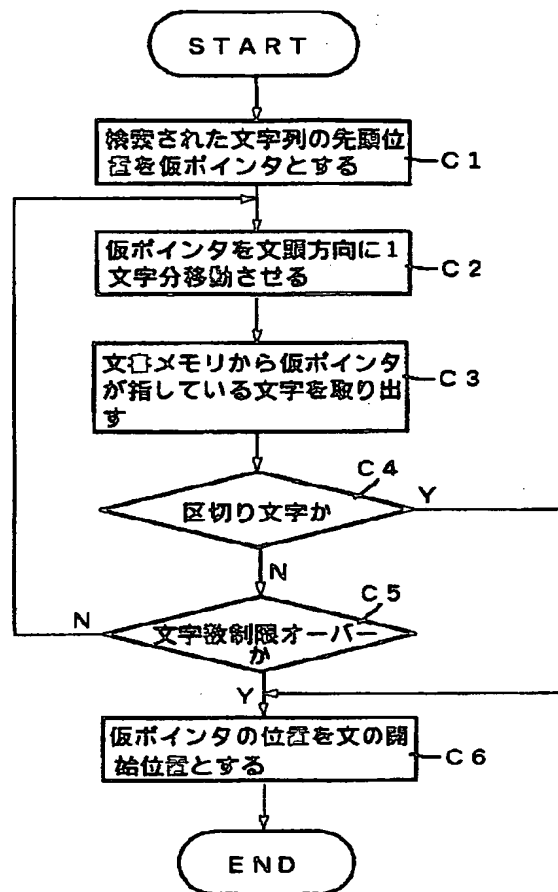 START
検索された文字列の先頭位
置を仮ポインタとする
C1
仮ポインタを文頭方向に1
文字分移動させる
C2
文書メモリから仮ポインタ
が指している文字を取り出
す
C3
C4
区切り文字か
Y
N
C5
N
文字数制限オーバー
か
Y
仮ポインタの位置を文の開
始位置とする
C6
END